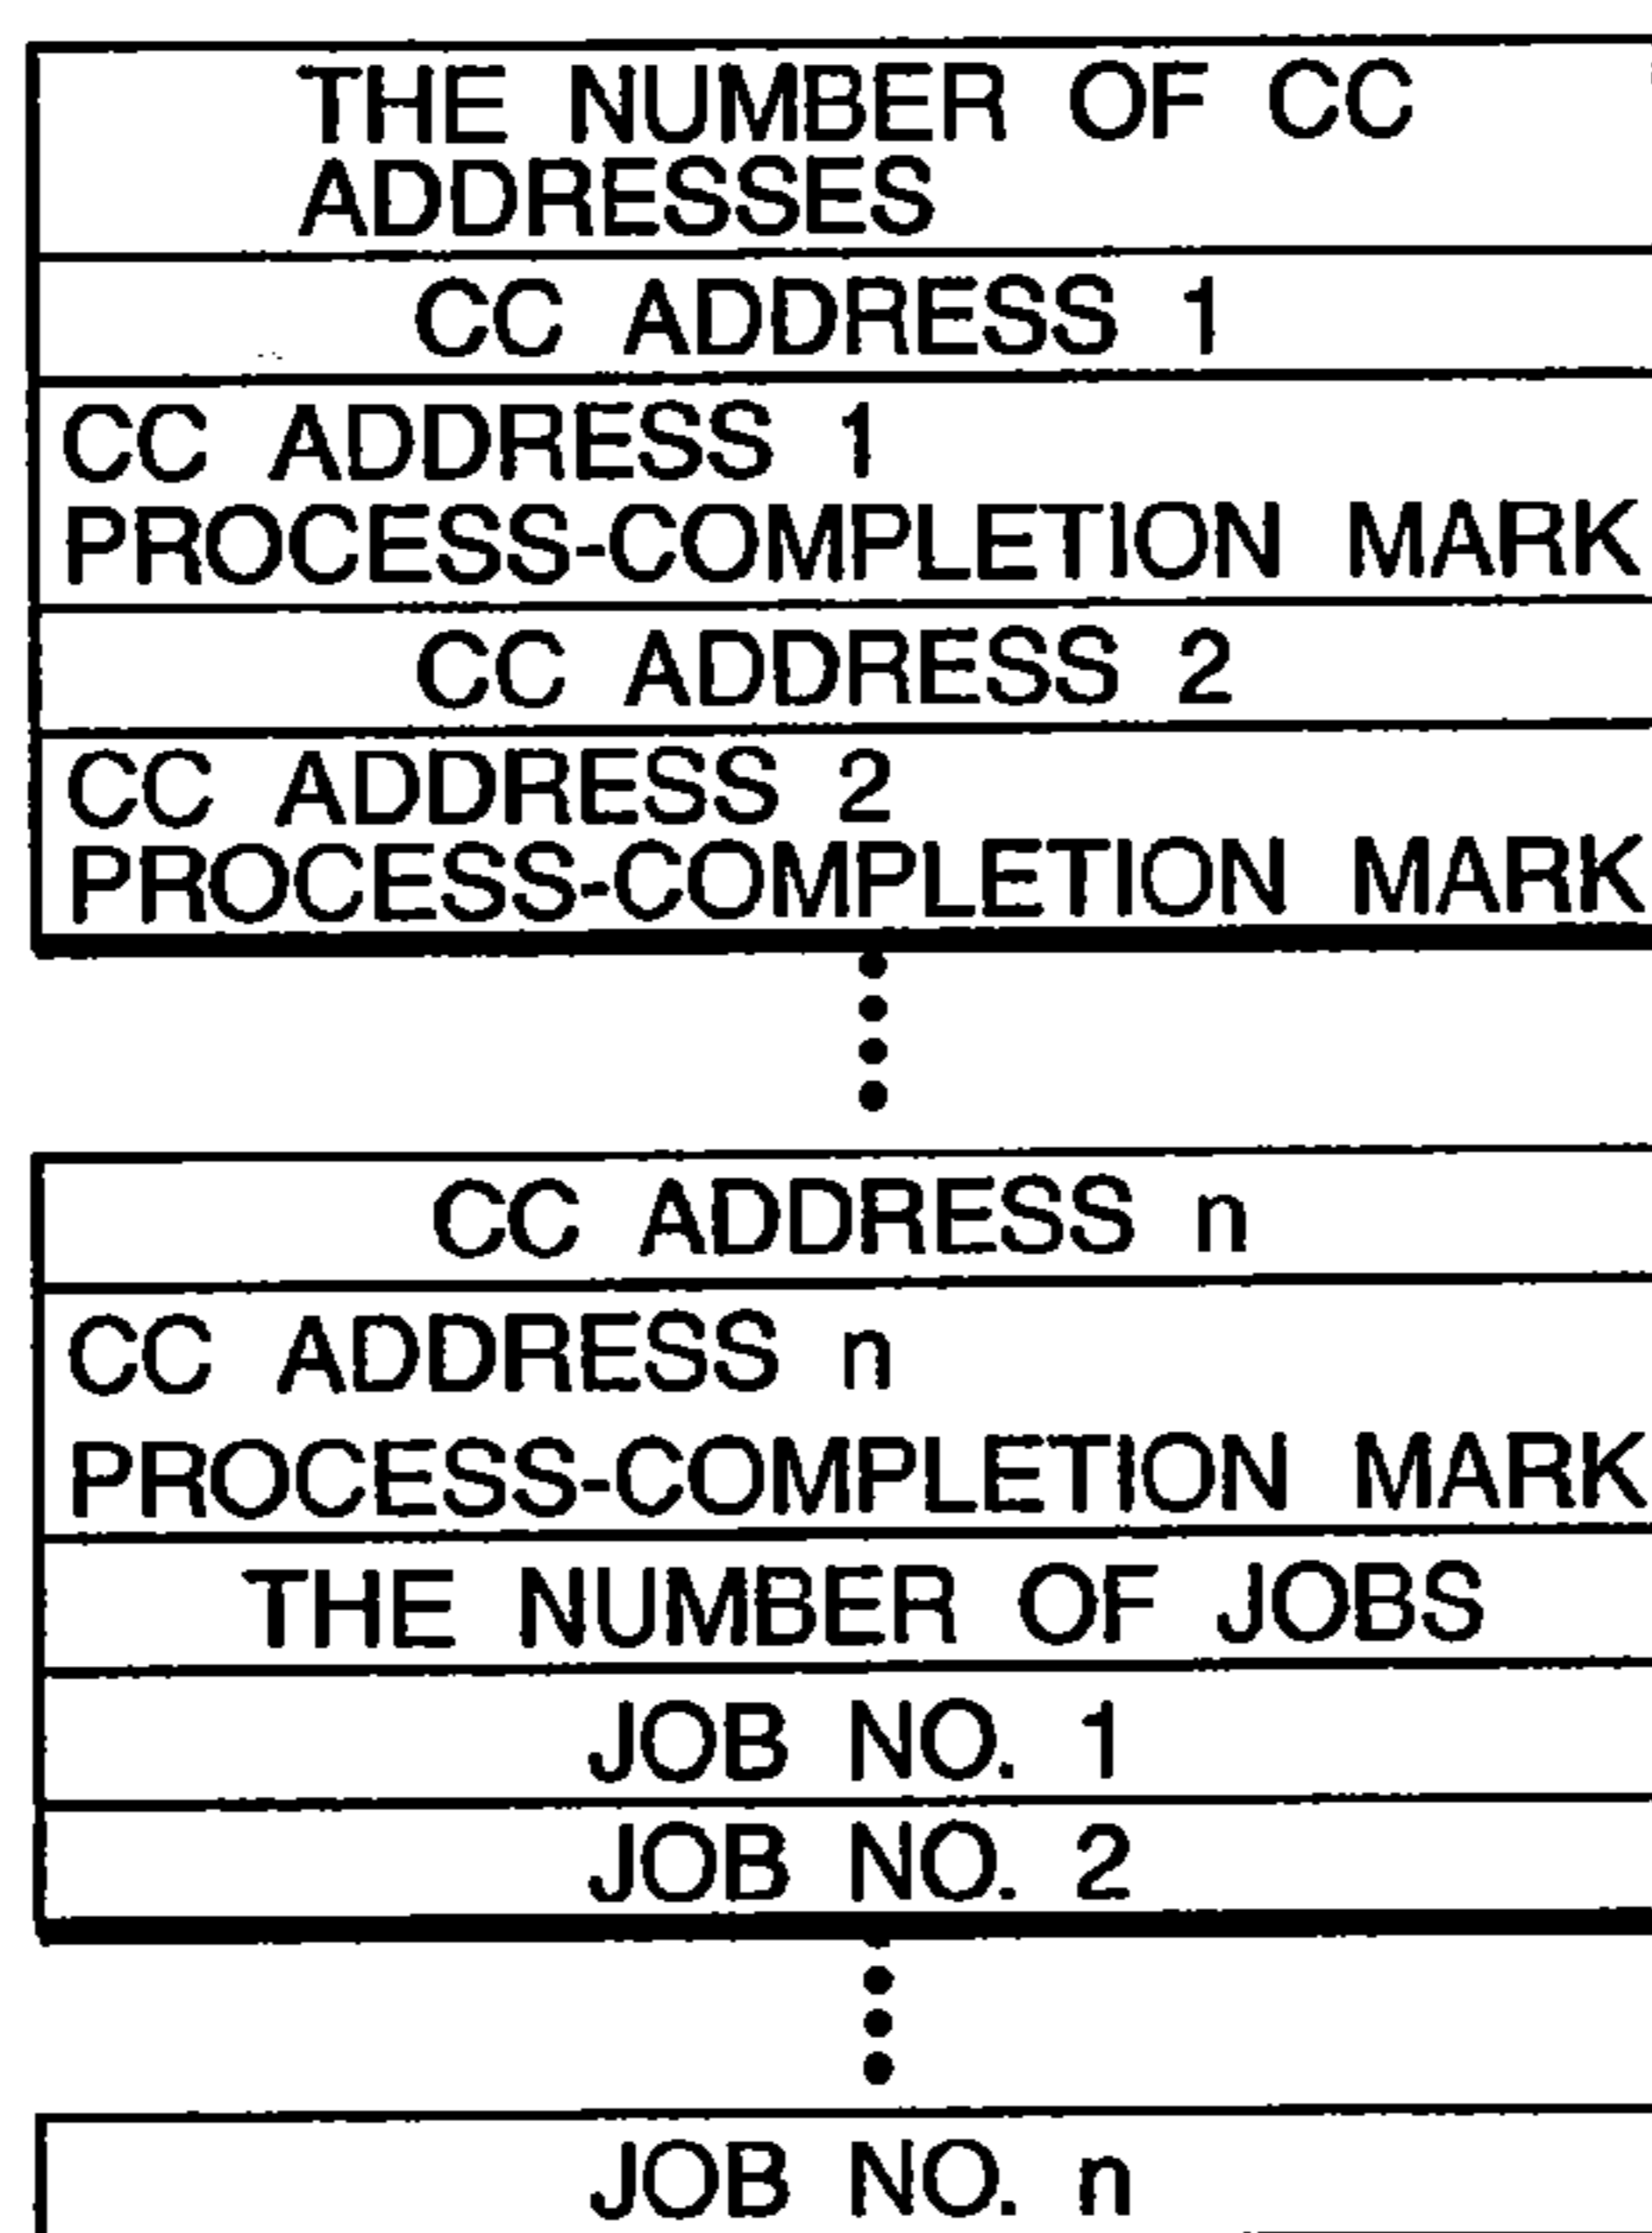 THE NUMBER OF CC
ADDRESSES
CC ADDRESS 1
CC ADDRESS 1
PROCESS-COMPLETION MARK
CC ADDRESS 2
CC ADDRESS 2
PROCESS-COMPLETION MARK
CC ADDRESS n
CC ADDRESS n
PROCESS-COMPLETION MARK
THE NUMBER OF JOBS
JOB NO. 1
JOB NO. 2
JOB NO. n